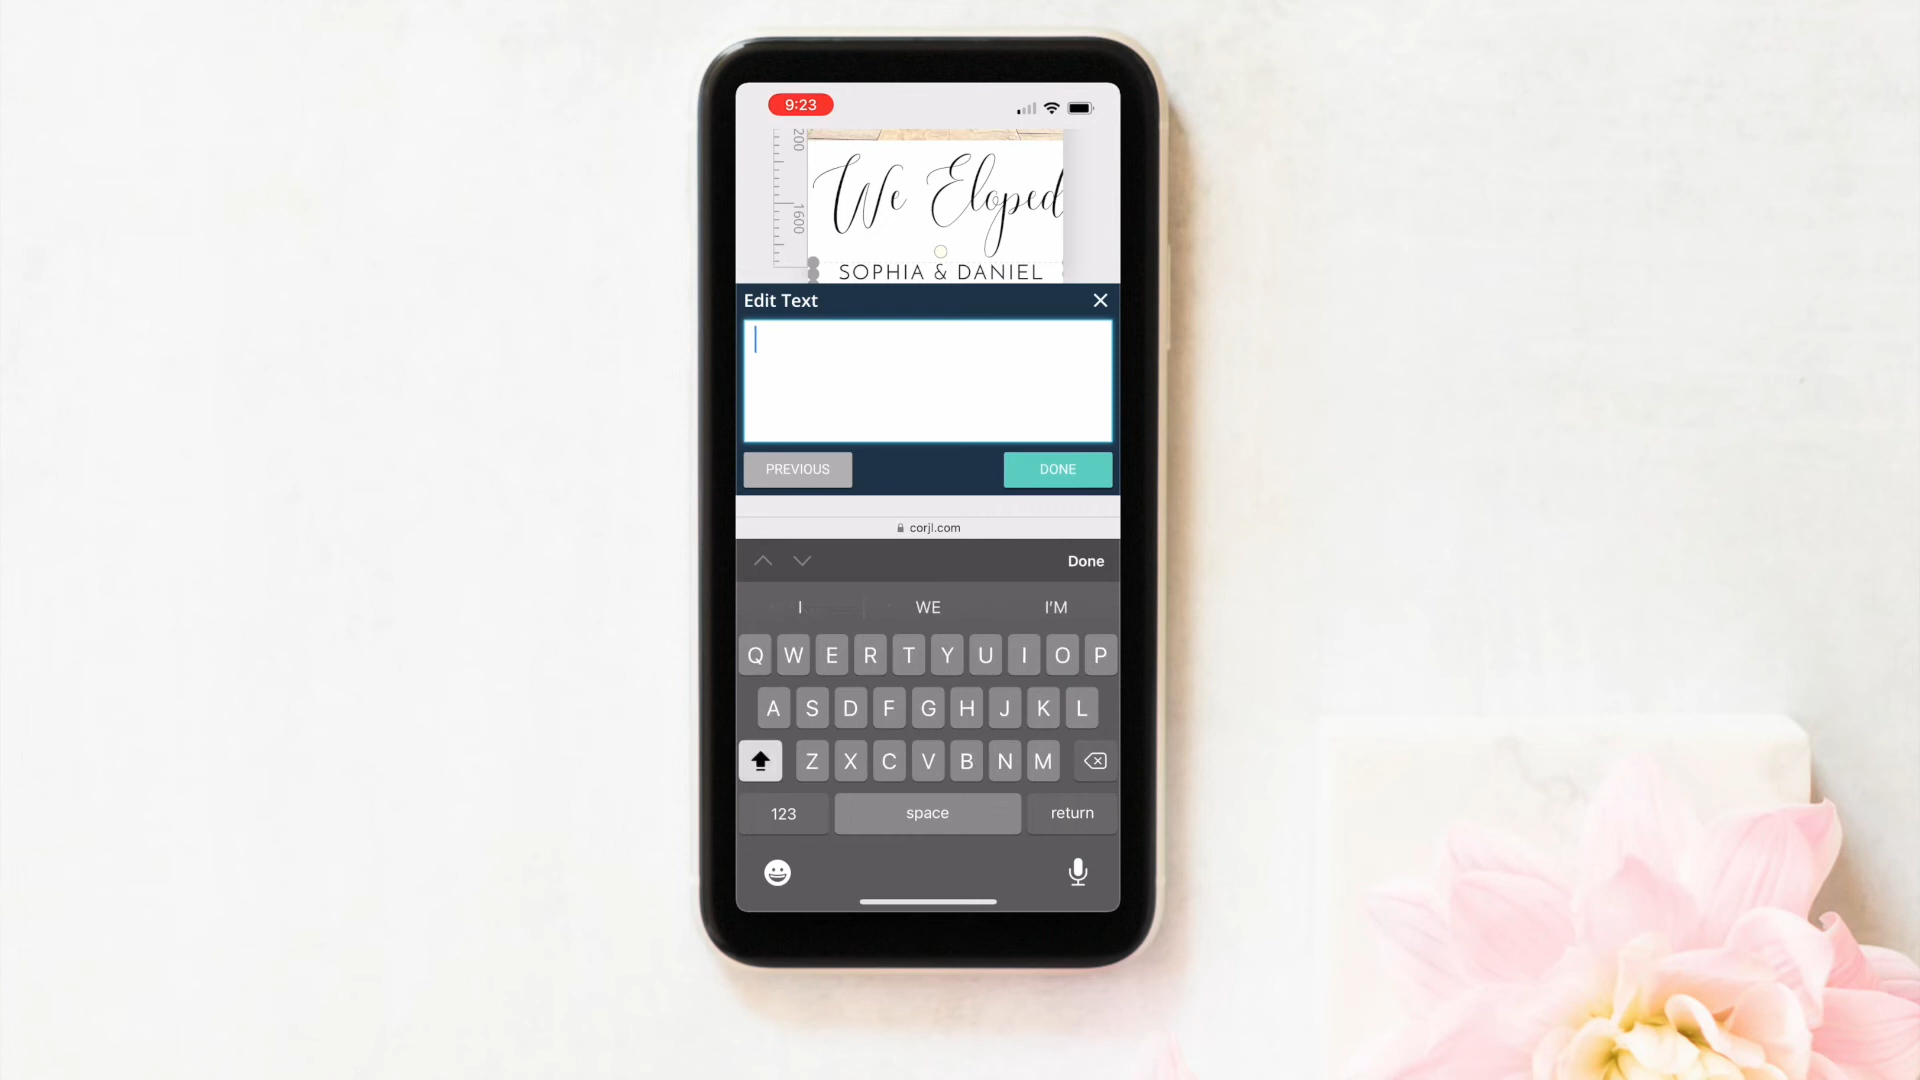 9:23
200
1600
We Eloped
SOPHIA & DANIEL
Edit Text
PREVIOUS
DONE
corjl.com
Done
I
WE
I'M
Q W E R T Y U I O P
A S D F G H J K L
Z X C V B N M
123
space
return